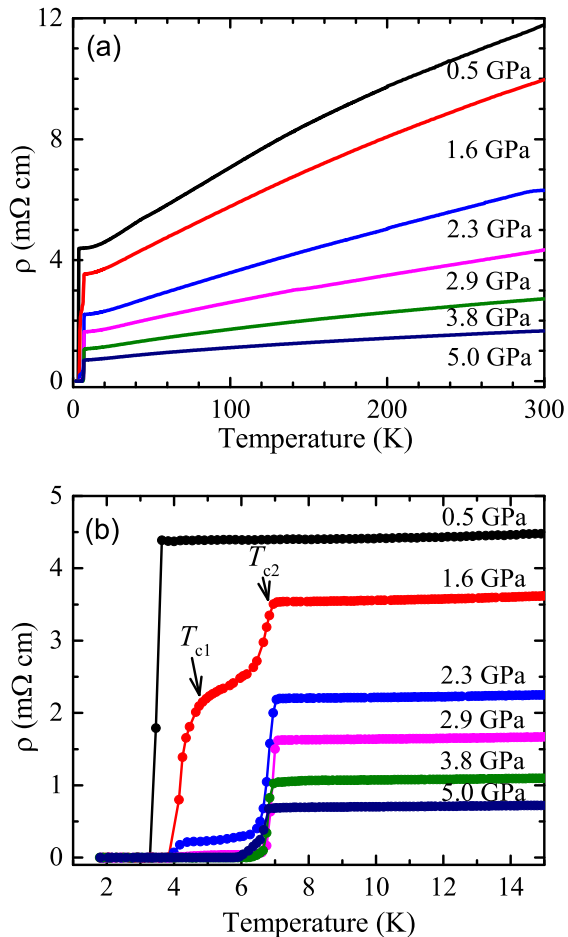 (a)
12
8
4
0
ρ (mΩ cm)
0.5 GPa
1.6 GPa
2.3 GPa
2.9 GPa
3.8 GPa
5.0 GPa
0 100 200 300
Temperature (K)
(b)
5
4
3
2
1
0
ρ (mΩ cm)
0.5 GPa
Tc2
1.6 GPa
Tc1
2.3 GPa
2.9 GPa
3.8 GPa
5.0 GPa
2 4 6 8 10 12 14
Temperature (K)